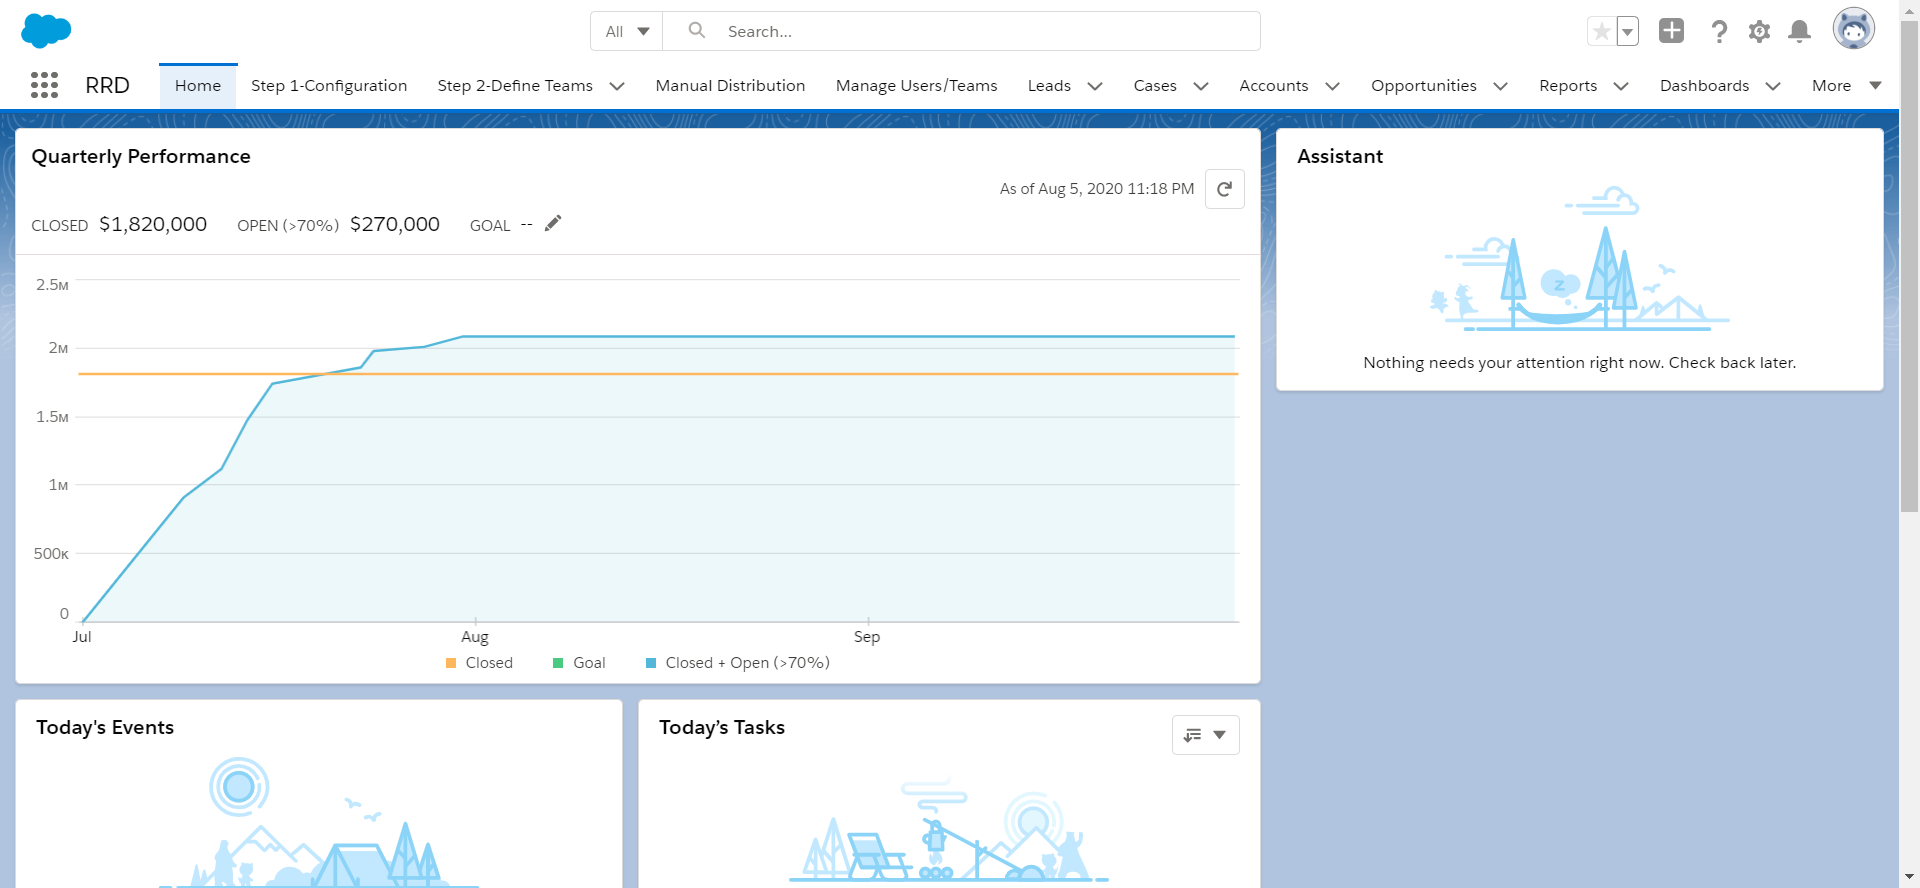 All
Search...
RRD
Home
Step 1-Configuration
Step 2-Define Teams
Manual Distribution
Manage Users/Teams
Leads
Cases
Accounts
Opportunities
Reports
Dashboards
More
Quarterly Performance
As of Aug 5, 2020 11:18 PM
CLOSED $1,820,000 OPEN (>70%) $270,000 GOAL --
2.5M
2M
1.5M
1M
500K
0
Jul Aug Sep
Closed Goal Closed + Open (>70%)
Assistant
z
Nothing needs your attention right now. Check back later.
Today's Events
Today’s Tasks